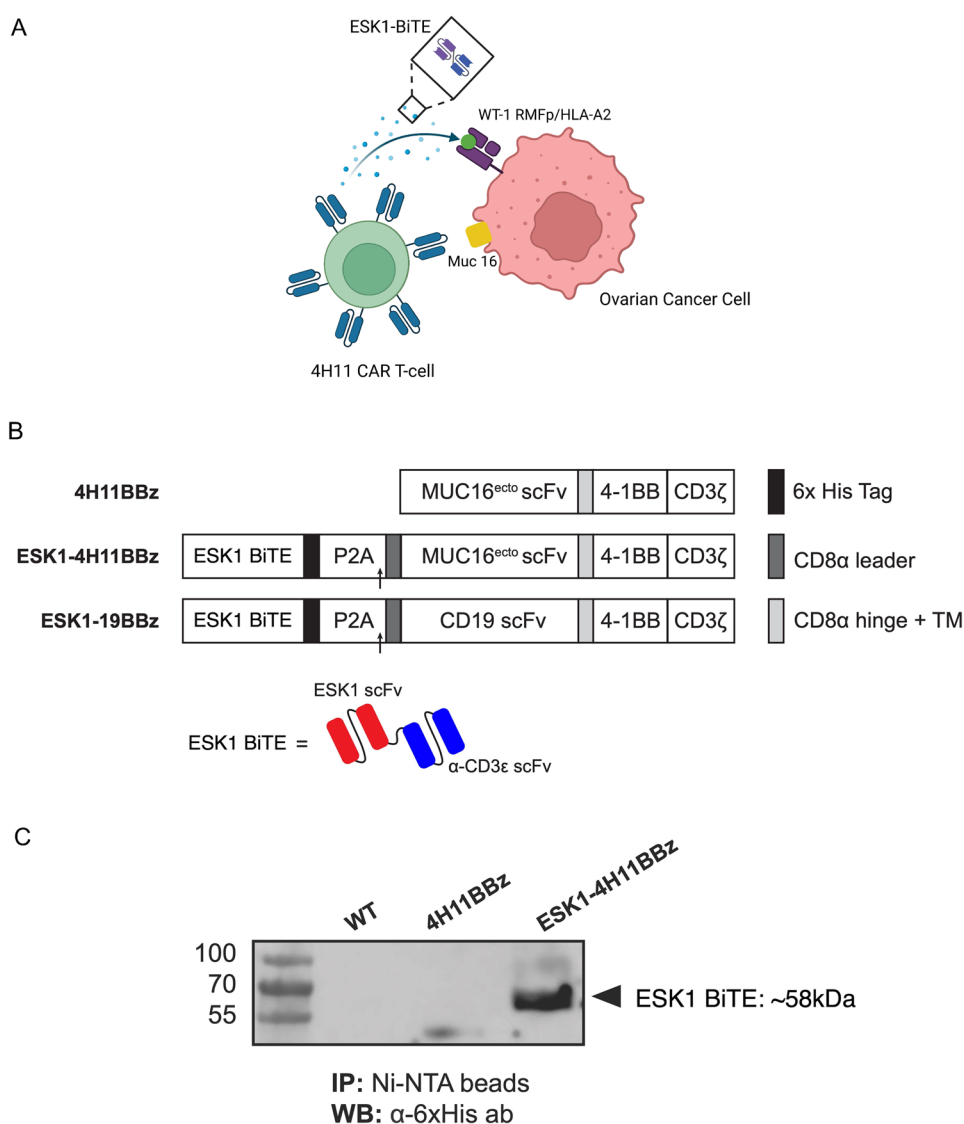 A
ESK1-BiTE
WT-1 RMFp/HLA-A2
Muc 16
Ovarian Cancer Cell
4H11 CAR T-cell
B
4H11BBz
MUC16ecto scFv
4-1BB
CD3ζ
6x His Tag
ESK1-4H11BBz
ESK1 BiTE
P2A
MUC16ecto scFv
4-1BB
CD3ζ
CD8α leader
ESK1-19BBz
ESK1 BiTE
P2A
CD19 scFv
4-1BB
CD3ζ
CD8α hinge + TM
ESK1 scFv
ESK1 BiTE =
α-CD3ε scFv
C
WT
4H11BBz
ESK1-4H11BBz
100
70
55
ESK1 BiTE: ~58kDa
IP: Ni-NTA beads
WB: α-6xHis ab